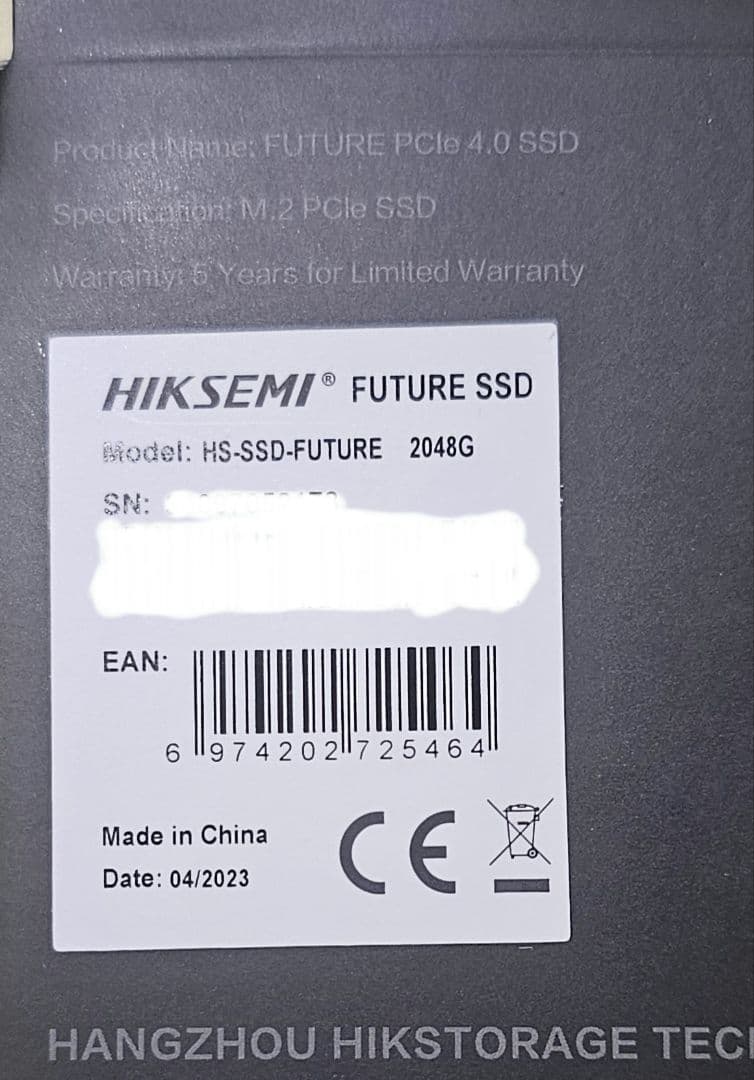 Product Name: FUTURE PCIe 4.0 SSD
Specification: M.2 PCIe SSD
Warranty: 5 Years for Limited Warranty
HIKSEMI® FUTURE SSD
Model: HS-SSD-FUTURE 2048G
SN:
EAN:
6 974202 725464
Made in China
Date: 04/2023
CE
HANGZHOU HIKSTORAGE TEC